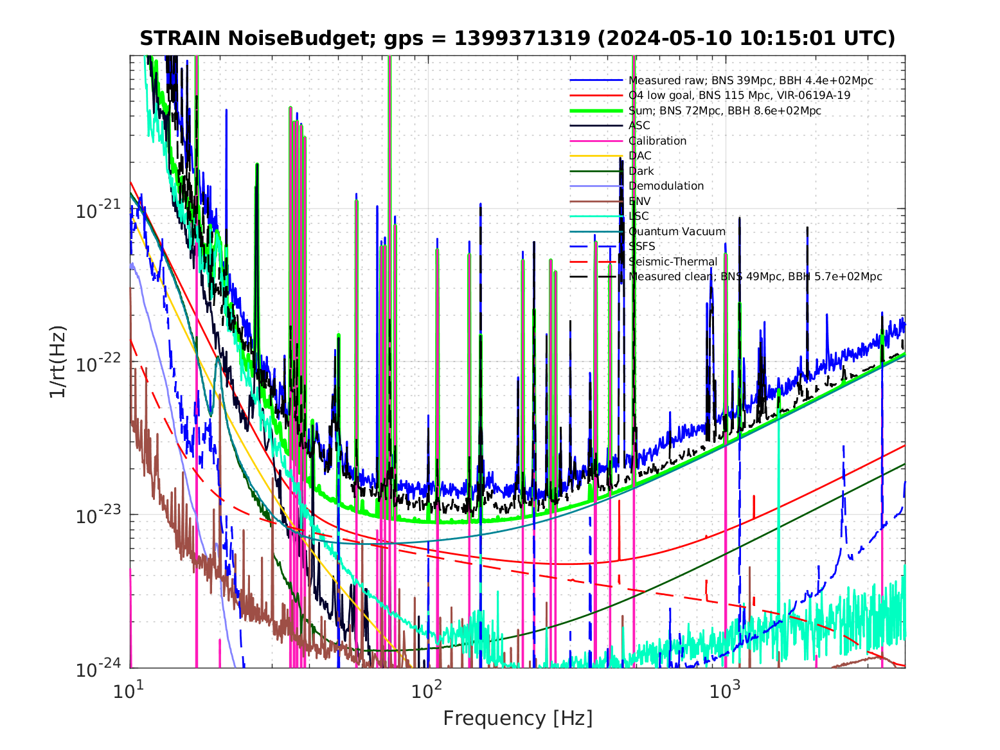 STRAIN NoiseBudget; gps = 1399371319 (2024-05-10 10:15:01 UTC)
Measured raw; BNS 39Mpc, BBH 4.4e+02Mpc
O4 low goal, BNS 115 Mpc, VIR-0619A-19
Sum; BNS 72Mpc, BBH 8.6e+02Mpc
ASC
Calibration
DAC
Dark
Demodulation
ENV
LSC
Quantum Vacuum
SSFS
Seismic-Thermal
Measured clean; BNS 49Mpc, BBH 5.7e+02Mpc
1/rt(Hz)
10^-21
10^-22
10^-23
10^-24
10^1 10^2 10^3
Frequency [Hz]